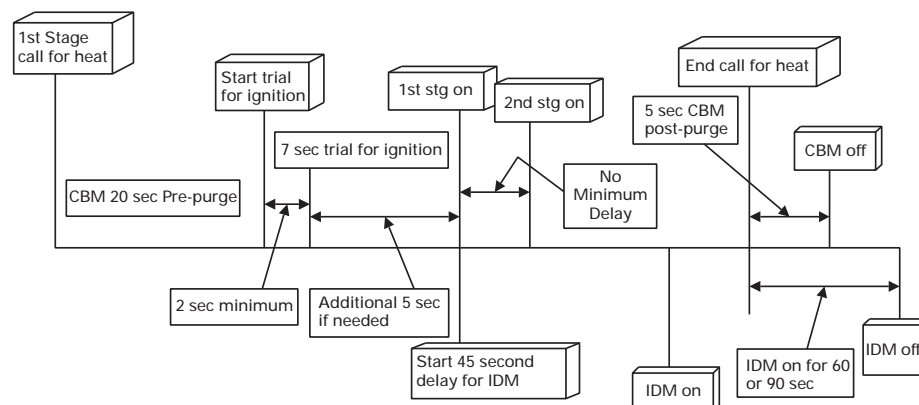 1st Stage
call for heat
Start trial
for ignition
1st stg on
2nd stg on
End call for heat
5 sec CBM
post-purge
CBM off
7 sec trial for ignition
CBM 20 sec Pre-purge
No
Minimum
Delay
2 sec minimum
Additional 5 sec
if needed
Start 45 second
delay for IDM
IDM on
IDM on for 60
or 90 sec
IDM off